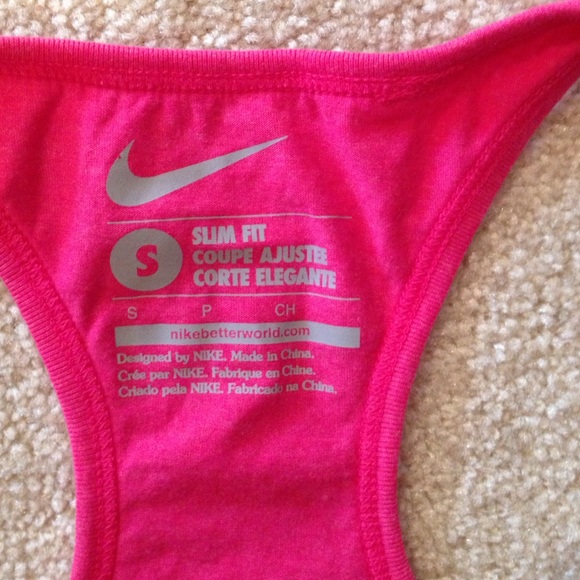 S
SLIM FIT
COUPE AJUSTEE
CORTE ELEGANTE
S P CH
nikebetterworld.com
Designed by NIKE. Made in China.
Crée par NIKE. Fabrique en Chine.
Criado pela NIKE. Fabricado na China.